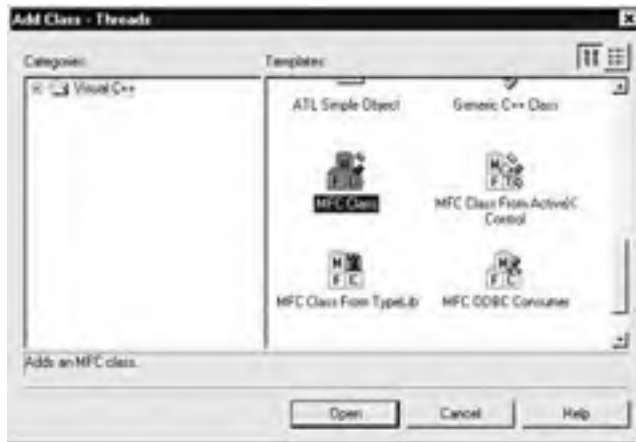 Add Class - Threads
Categories:
Templates:
Visual C++
ATL Simple Object
Generic C++ Class
MFC Class
MFC Class From ActiveX Control
MFC Class From TypeLib
MFC ODBC Consumer
Adds an MFC class.
Open
Cancel
Help